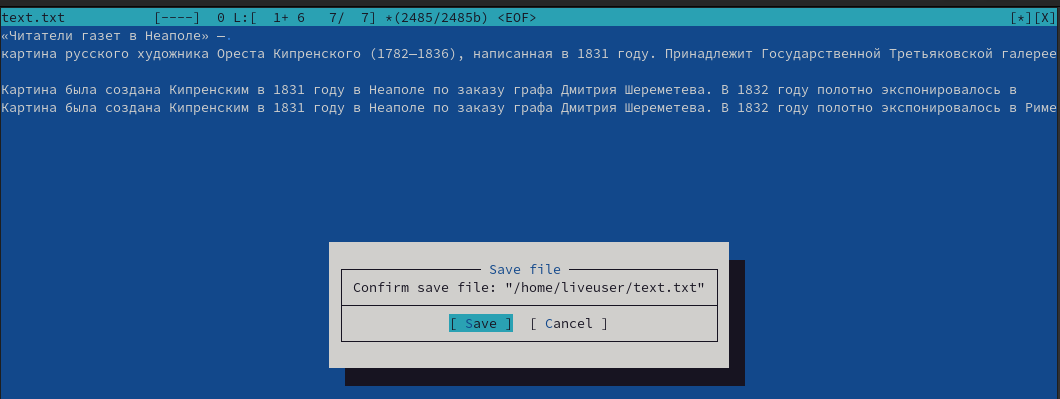 text.txt [----] 0 L:[ 1+ 6 7/ 7] *(2485/2485b) <EOF> [*][X]
«Читатели газет в Неаполе» —.
картина русского художника Ореста Кипренского (1782—1836), написанная в 1831 году. Принадлежит Государственной Третьяковской галерее
Картина была создана Кипренским в 1831 году в Неаполе по заказу графа Дмитрия Шереметева. В 1832 году полотно экспонировалось в
Картина была создана Кипренским в 1831 году в Неаполе по заказу графа Дмитрия Шереметева. В 1832 году полотно экспонировалось в Риме
Save file
Confirm save file: "/home/liveuser/text.txt"
[ Save ] [ Cancel ]